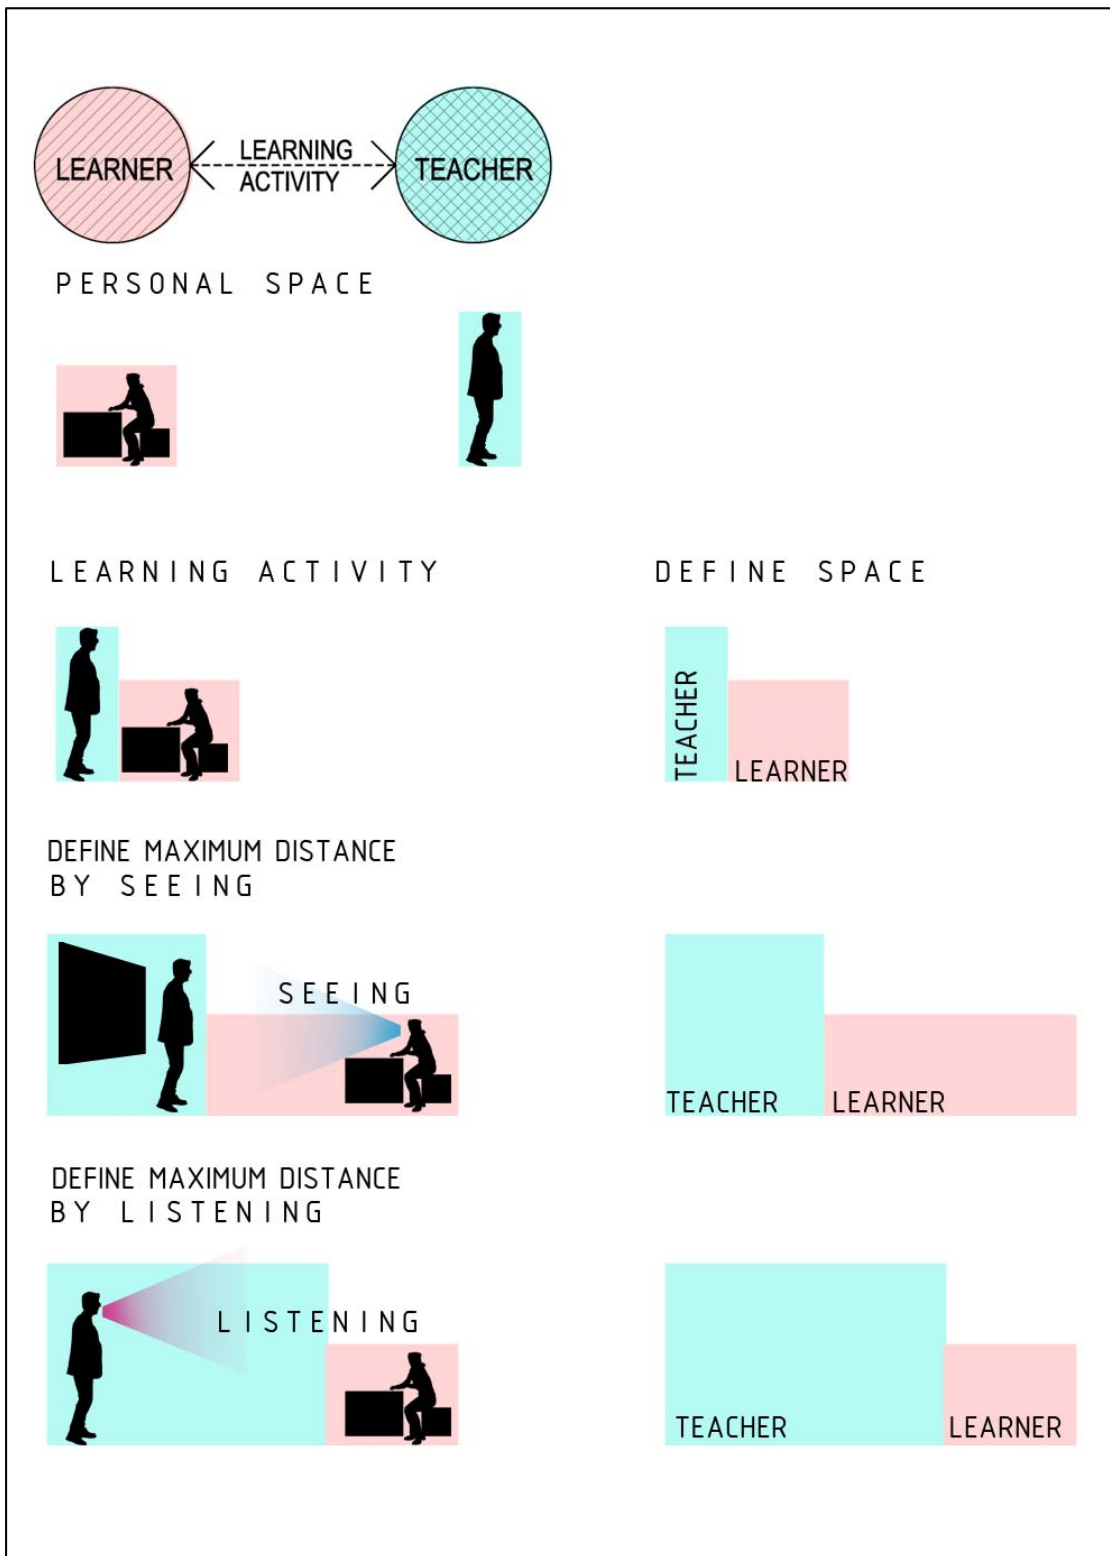 LEARNER
LEARNING
ACTIVITY
TEACHER
PERSONAL SPACE
LEARNING ACTIVITY
DEFINE SPACE
TEACHER
LEARNER
DEFINE MAXIMUM DISTANCE
BY SEEING
SEEING
TEACHER
LEARNER
DEFINE MAXIMUM DISTANCE
BY LISTENING
LISTENING
TEACHER
LEARNER